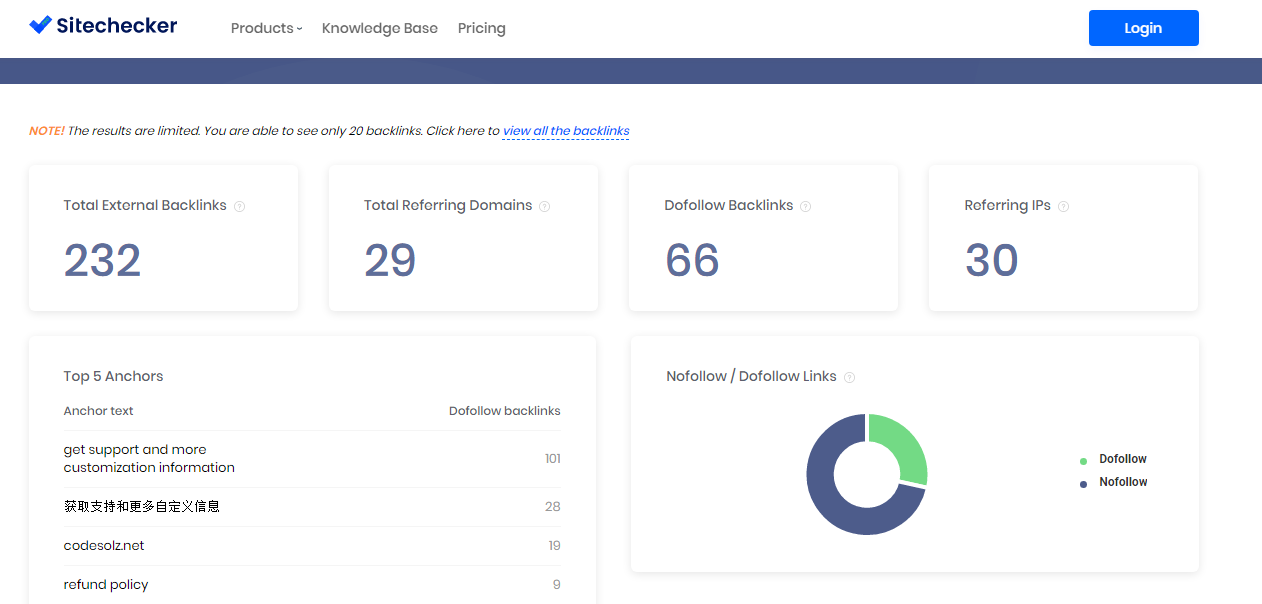 Sitechecker
Products
Knowledge Base
Pricing
Login
NOTE! The results are limited. You are able to see only 20 backlinks. Click here to view all the backlinks
Total External Backlinks ?
232
Total Referring Domains ?
29
Dofollow Backlinks ?
66
Referring IPs ?
30
Top 5 Anchors
Anchor text
Dofollow backlinks
get support and more
customization information
101
获取支持和更多自定义信息
28
codesolz.net
19
refund policy
9
Nofollow / Dofollow Links ?
Dofollow
Nofollow